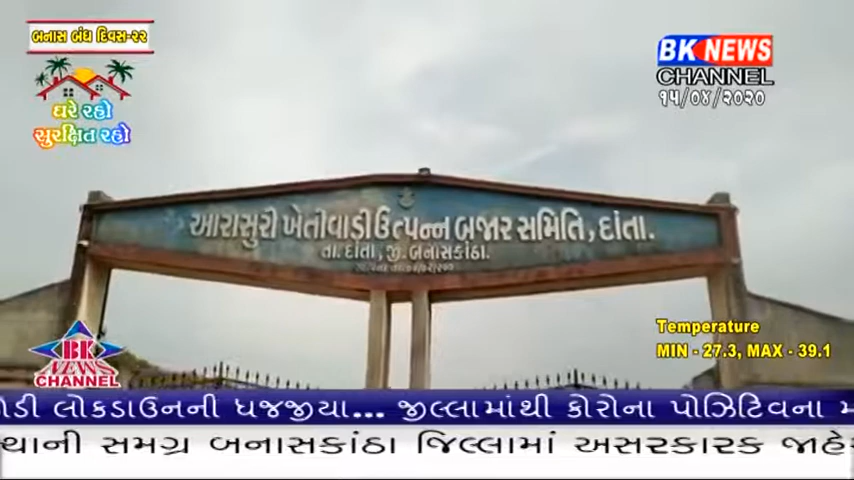 બનાસ બંધ દિવસ-૨૨
ઘરે રહો
સુરક્ષિત રહો
BK NEWS
CHANNEL
૧૫/૦૪/૨૦૨૦
આરાસુરી ખેતીવાડી ઉત્પન્ન બજાર સમિતિ, દાંતા.
તા. દાંતા, જી. બનાસકાંઠા.
Temperature
MIN - 27.3, MAX - 39.1
BK
NEWS
CHANNEL
લોકડાઉનની ધજજીયા... જીલ્લામાંથી કોરોના પોઝિટિવના
સમગ્ર બનાસકાંઠા જિલ્લામાં અસરકારક